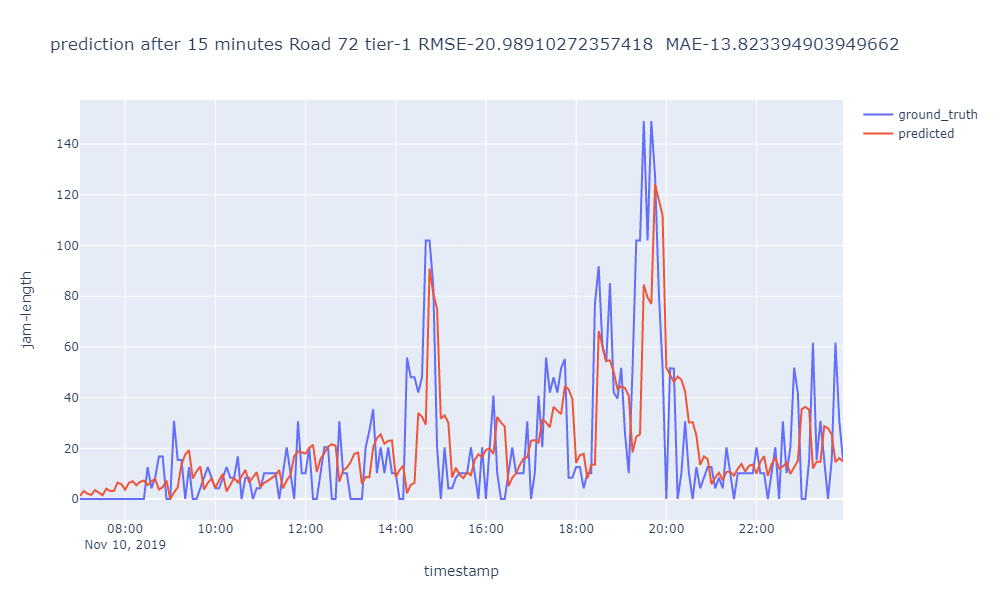 prediction after 15 minutes Road 72 tier-1 RMSE-20.98910272357418  MAE-13.823394903949662
ground_truth
predicted
jam-length
140
120
100
80
60
40
20
0
08:00 10:00 12:00 14:00 16:00 18:00 20:00 22:00
Nov 10, 2019
timestamp